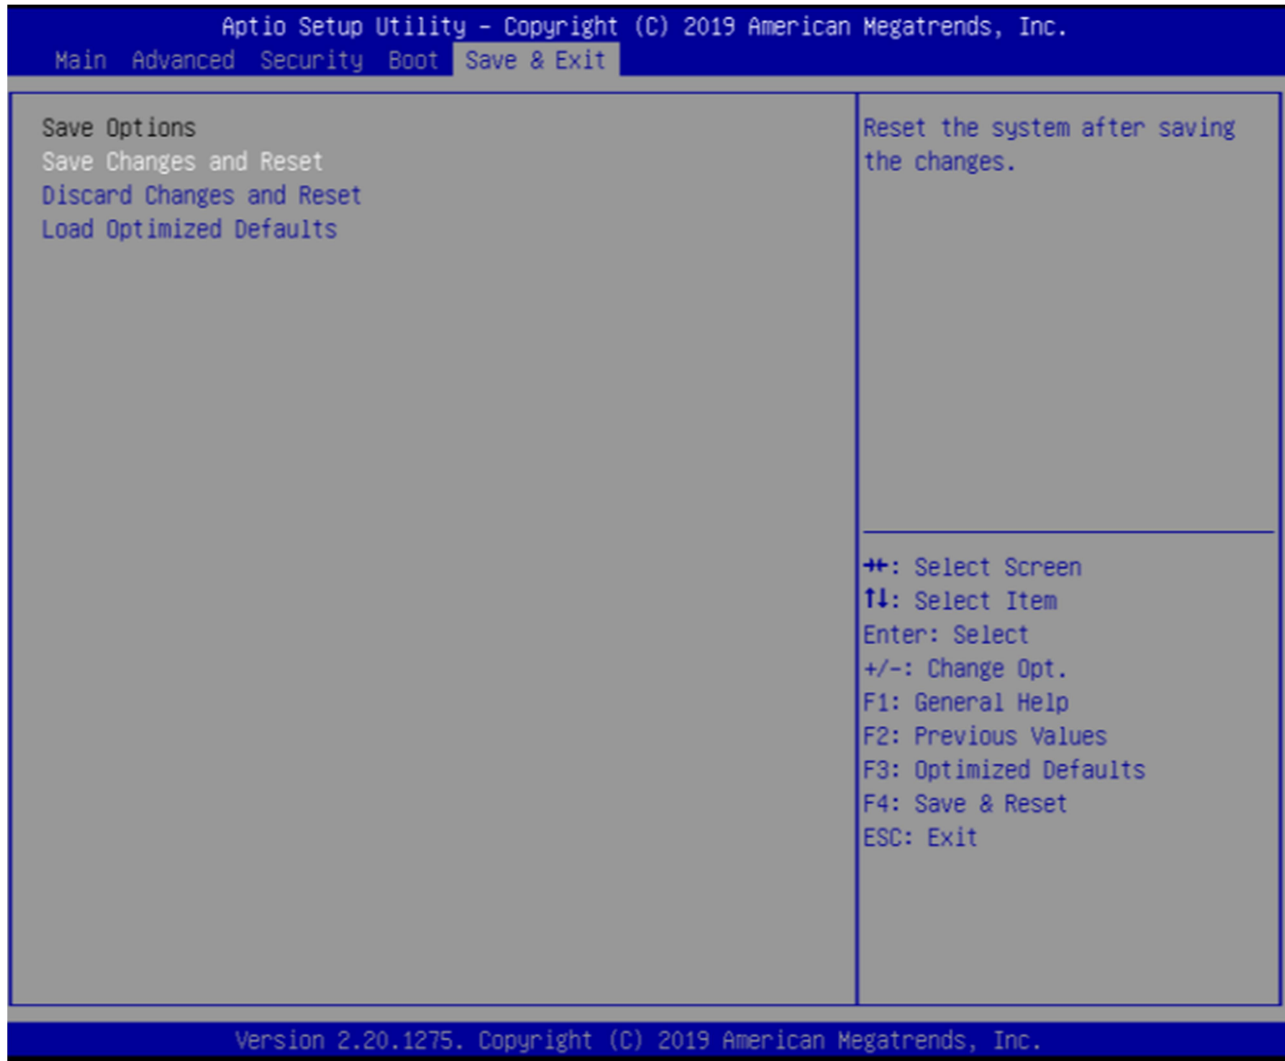 Aptio Setup Utility – Copyright (C) 2019 American Megatrends, Inc.
Main Advanced Security Boot Save & Exit
Save Options
Save Changes and Reset
Discard Changes and Reset
Load Optimized Defaults
Reset the system after saving
the changes.
→←: Select Screen
↑↓: Select Item
Enter: Select
+/-: Change Opt.
F1: General Help
F2: Previous Values
F3: Optimized Defaults
F4: Save & Reset
ESC: Exit
Version 2.20.1275. Copyright (C) 2019 American Megatrends, Inc.